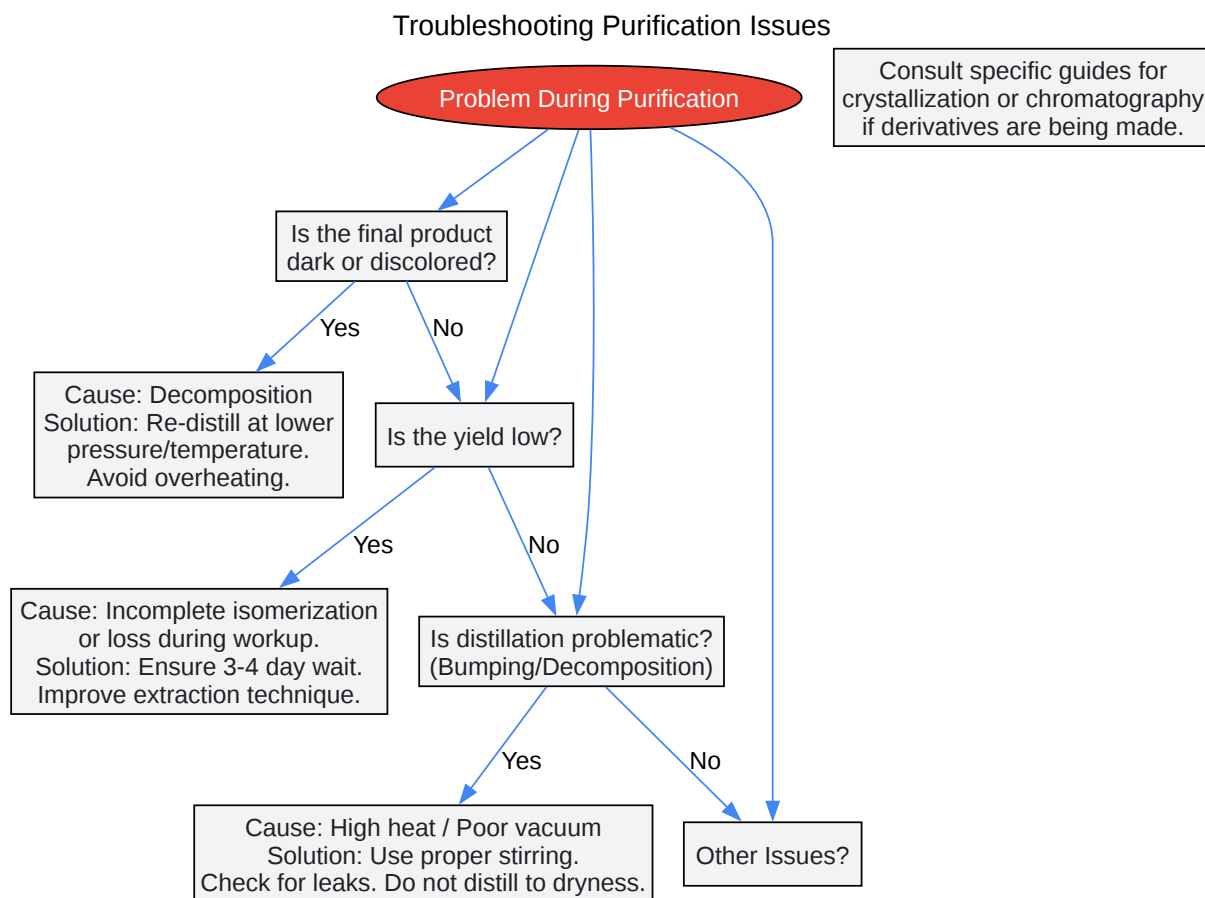 Troubleshooting Purification Issues
Problem During Purification
Consult specific guides for
crystallization or chromatography
if derivatives are being made.
Is the final product
dark or discolored?
Yes
No
Cause: Decomposition
Solution: Re-distill at lower
pressure/temperature.
Avoid overheating.
Is the yield low?
Yes
No
Cause: Incomplete isomerization
or loss during workup.
Solution: Ensure 3-4 day wait.
Improve extraction technique.
Is distillation problematic?
(Bumping/Decomposition)
Yes
No
Cause: High heat / Poor vacuum
Solution: Use proper stirring.
Check for leaks. Do not distill to dryness.
Other Issues?